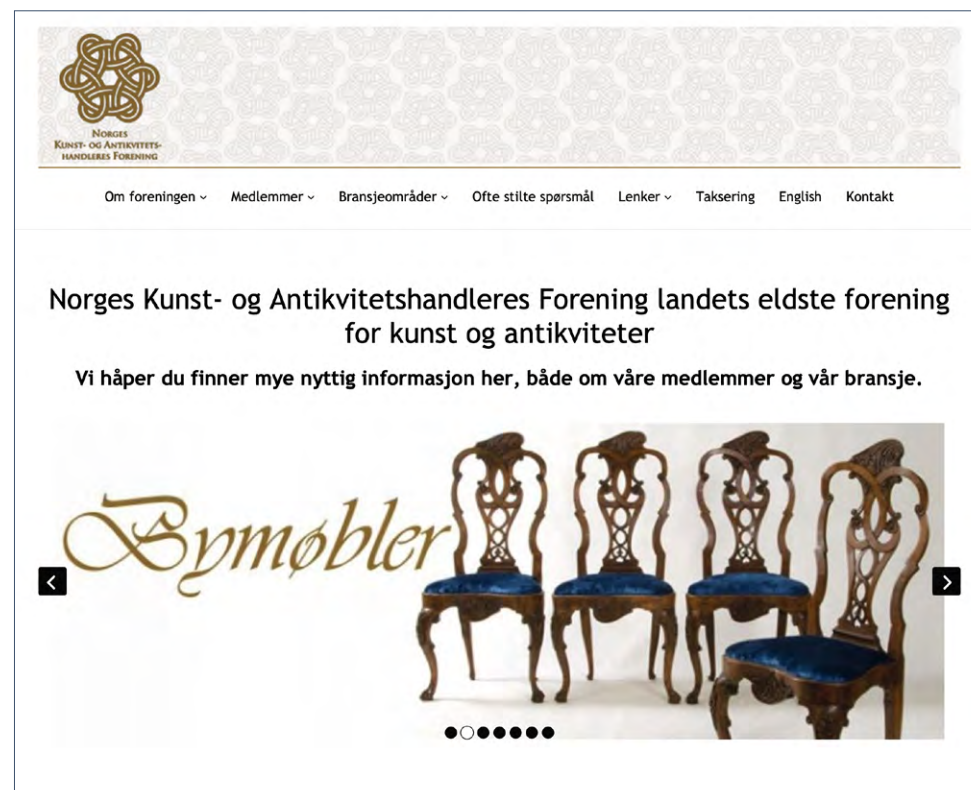 Norges
Kunst- og Antikvitets-
handleres Forening
Om foreningen
Medlemmer
Bransjeområder
Ofte stilte spørsmål
Lenker
Taksering
English
Kontakt
Norges Kunst- og Antikvitetshandleres Forening landets eldste forening
for kunst og antikviteter
Vi håper du finner mye nyttig informasjon her, både om våre medlemmer og vår bransje.
Bymøbler